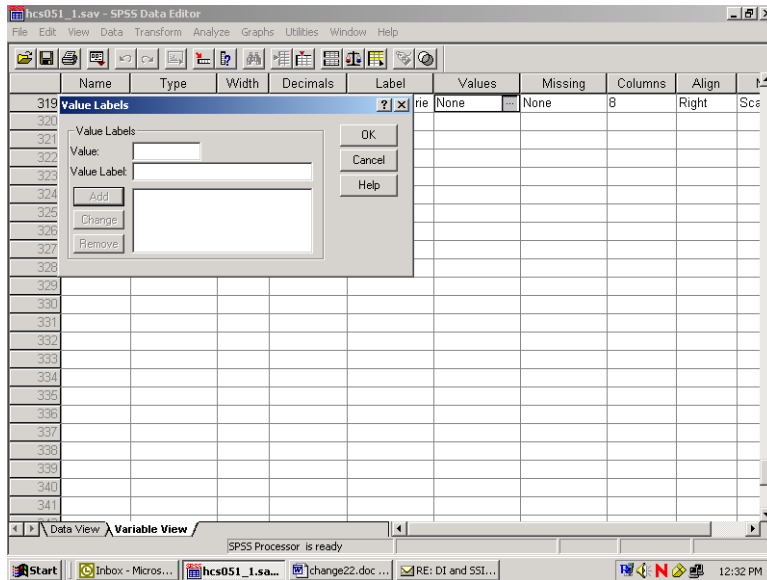 hcs051_1.sav - SPSS Data Editor
File Edit View Data Transform Analyze Graphs Utilities Window Help
Name Type Width Decimals Label Values Missing Columns Align
319 rie None ... None 8 Right Sca
Value Labels
Value Labels
Value:
Value Label:
Add
Change
Remove
OK
Cancel
Help
320
321
322
323
324
325
326
327
328
329
330
331
332
333
334
335
336
337
338
339
340
341
Data View Variable View
SPSS Processor is ready
Start Inbox - Micros... hcs051_1.sa... change22.doc ... RE: DI and SSI... N 12:32 PM